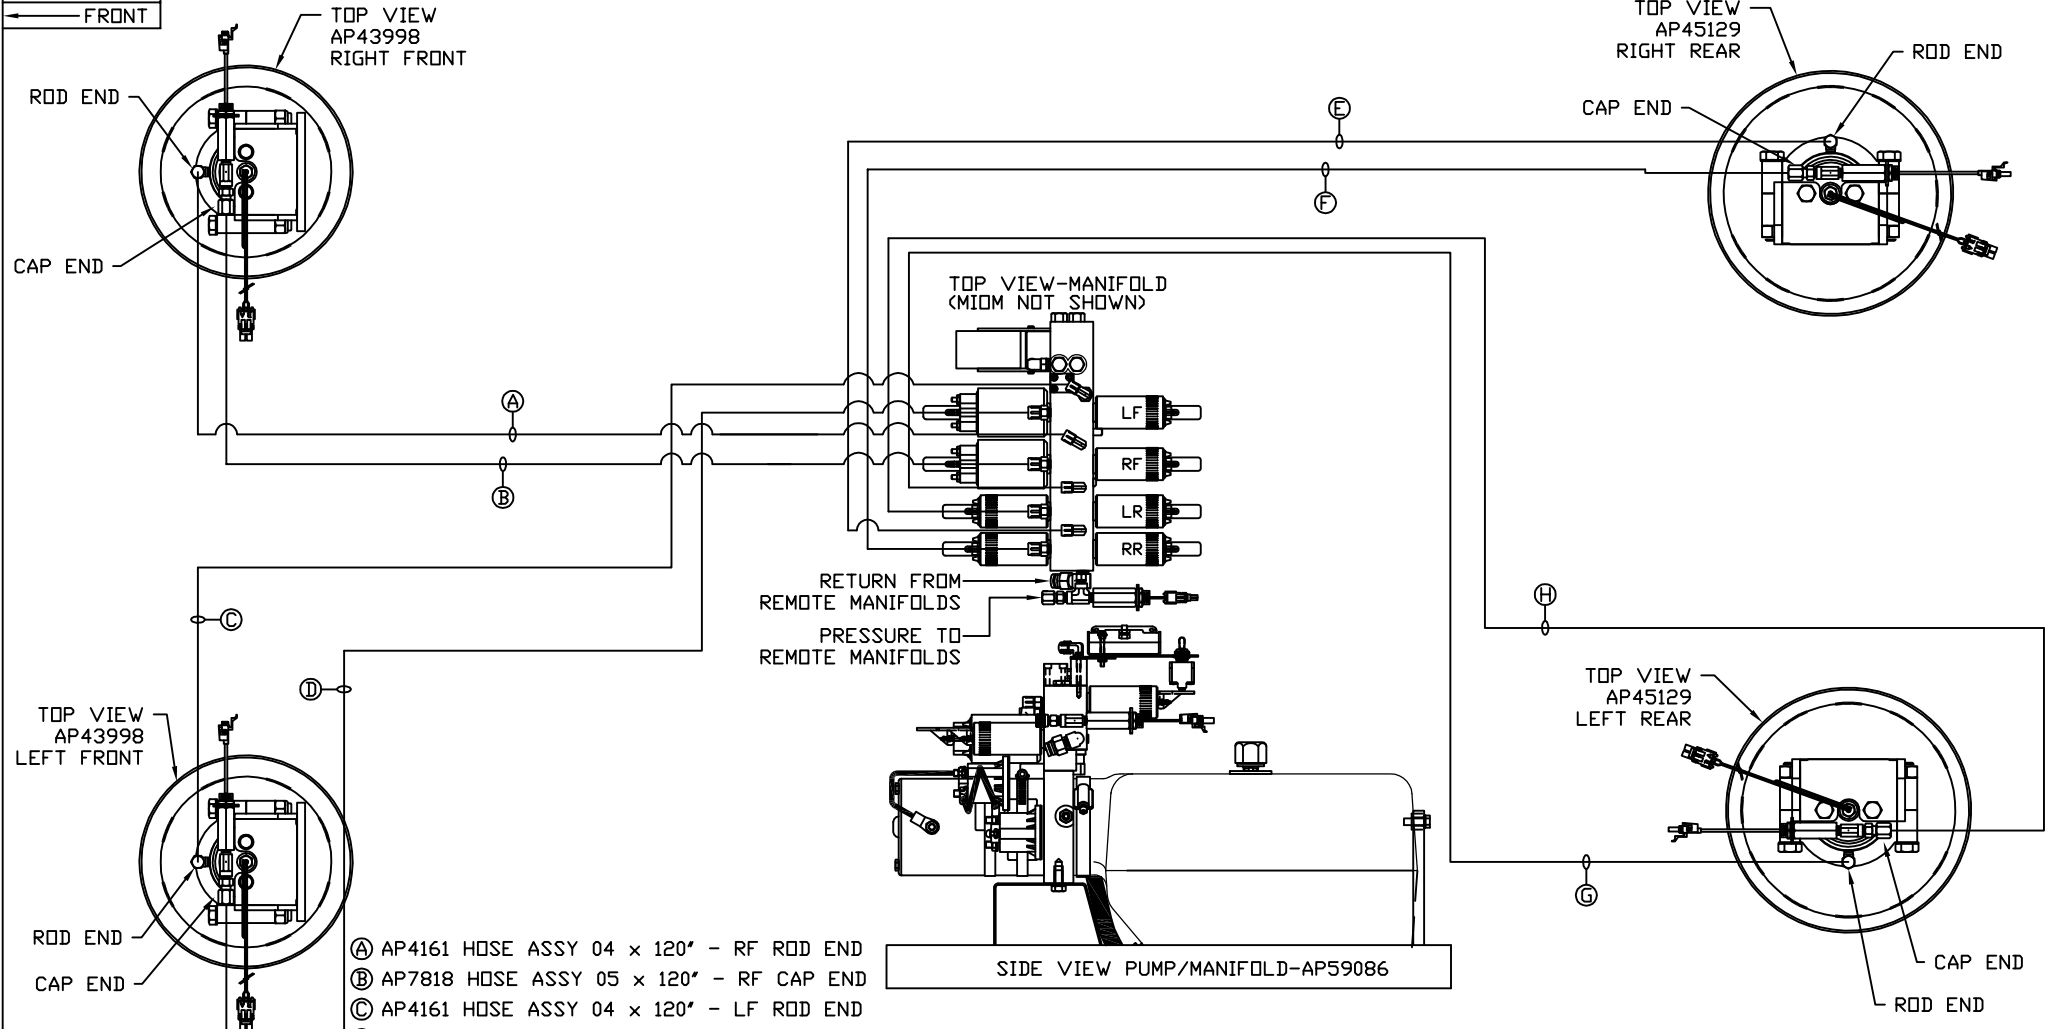 FRONT
TOP VIEW
AP43998
RIGHT FRONT
ROD END
CAP END
TOP VIEW
AP45129
RIGHT REAR
ROD END
CAP END
E
F
TOP VIEW-MANIFOLD
(MIOM NOT SHOWN)
A
B
LF
RF
LR
RR
RETURN FROM
REMOTE MANIFOLDS
PRESSURE TO
REMOTE MANIFOLDS
C
D
H
G
TOP VIEW
AP43998
LEFT FRONT
ROD END
CAP END
TOP VIEW
AP45129
LEFT REAR
CAP END
ROD END
A AP4161 HOSE ASSY 04 x 120" - RF ROD END
B AP7818 HOSE ASSY 05 x 120" - RF CAP END
C AP4161 HOSE ASSY 04 x 120" - LF ROD END
SIDE VIEW PUMP/MANIFOLD-AP59086